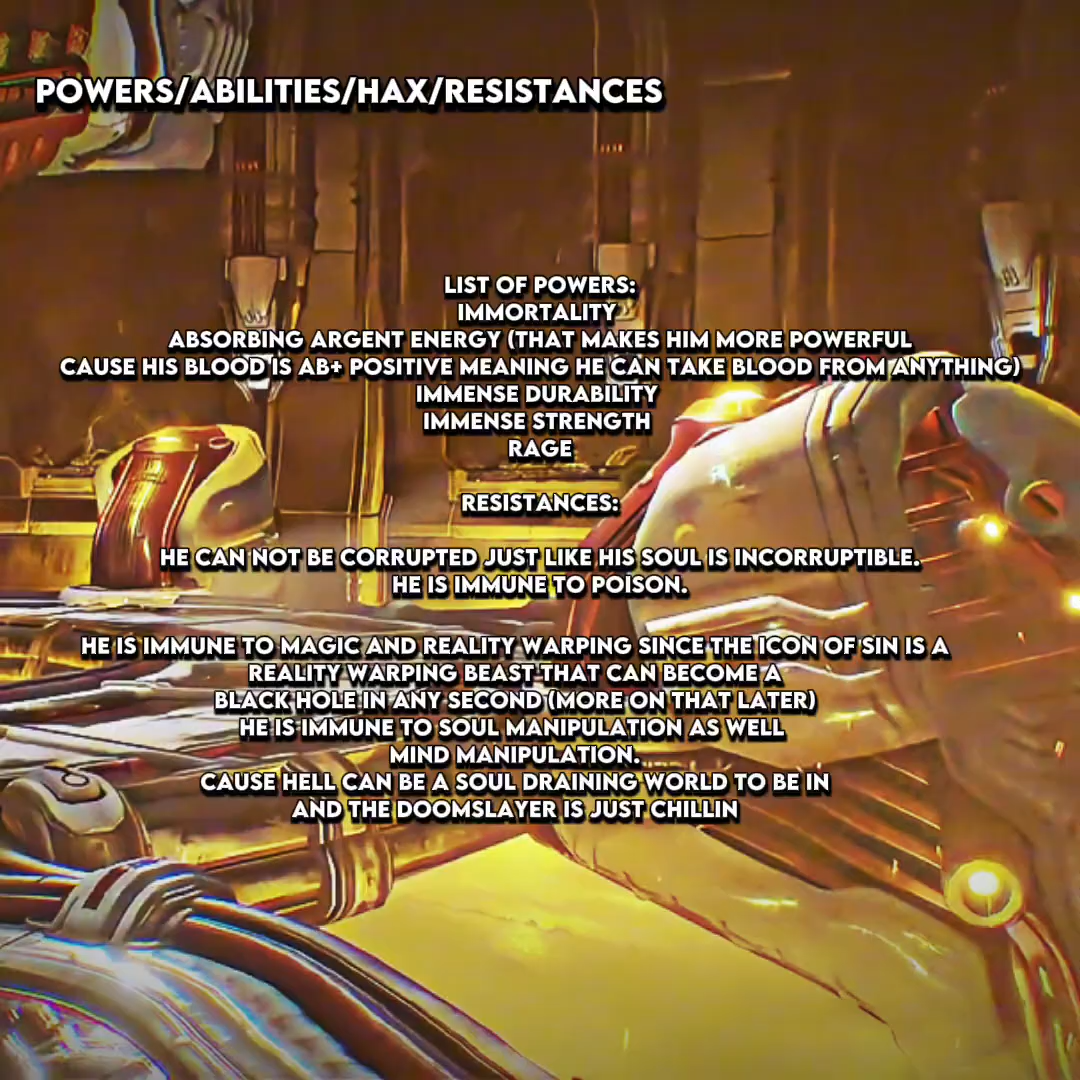 POWERS/ABILITIES/HAX/RESISTANCES
LIST OF POWERS:
IMMORTALITY
ABSORBING ARGENT ENERGY (THAT MAKES HIM MORE POWERFUL
CAUSE HIS BLOOD IS AB+ POSITIVE MEANING HE CAN TAKE BLOOD FROM ANYTHING)
IMMENSE DURABILITY
IMMENSE STRENGTH
RAGE
RESISTANCES:
HE CAN NOT BE CORRUPTED JUST LIKE HIS SOUL IS INCORRUPTIBLE.
HE IS IMMUNE TO POISON.
HE IS IMMUNE TO MAGIC AND REALITY WARPING SINCE THE ICON OF SIN IS A
REALITY WARPING BEAST THAT CAN BECOME A
BLACK HOLE IN ANY SECOND (MORE ON THAT LATER)
HE IS IMMUNE TO SOUL MANIPULATION AS WELL
MIND MANIPULATION.
CAUSE HELL CAN BE A SOUL DRAINING WORLD TO BE IN
AND THE DOOMSLAYER IS JUST CHILLIN